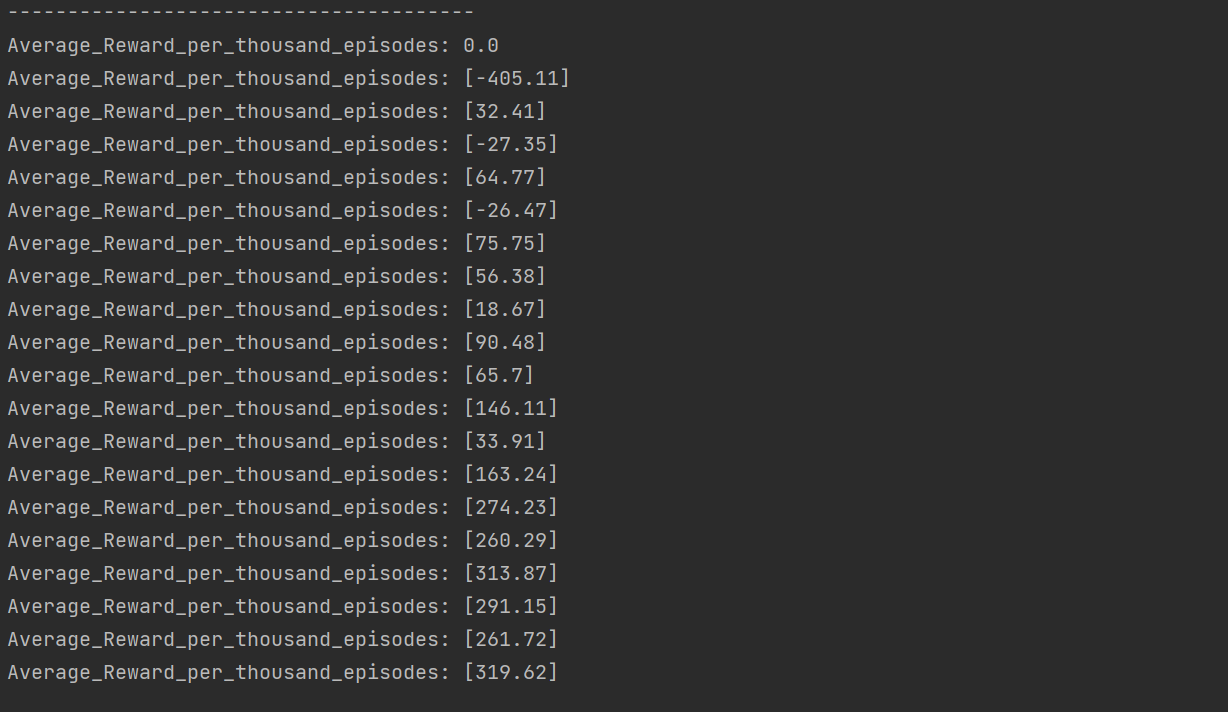 ---------------------------------------
Average_Reward_per_thousand_episodes: 0.0
Average_Reward_per_thousand_episodes: [-405.11]
Average_Reward_per_thousand_episodes: [32.41]
Average_Reward_per_thousand_episodes: [-27.35]
Average_Reward_per_thousand_episodes: [64.77]
Average_Reward_per_thousand_episodes: [-26.47]
Average_Reward_per_thousand_episodes: [75.75]
Average_Reward_per_thousand_episodes: [56.38]
Average_Reward_per_thousand_episodes: [18.67]
Average_Reward_per_thousand_episodes: [90.48]
Average_Reward_per_thousand_episodes: [65.7]
Average_Reward_per_thousand_episodes: [146.11]
Average_Reward_per_thousand_episodes: [33.91]
Average_Reward_per_thousand_episodes: [163.24]
Average_Reward_per_thousand_episodes: [274.23]
Average_Reward_per_thousand_episodes: [260.29]
Average_Reward_per_thousand_episodes: [313.87]
Average_Reward_per_thousand_episodes: [291.15]
Average_Reward_per_thousand_episodes: [261.72]
Average_Reward_per_thousand_episodes: [319.62]